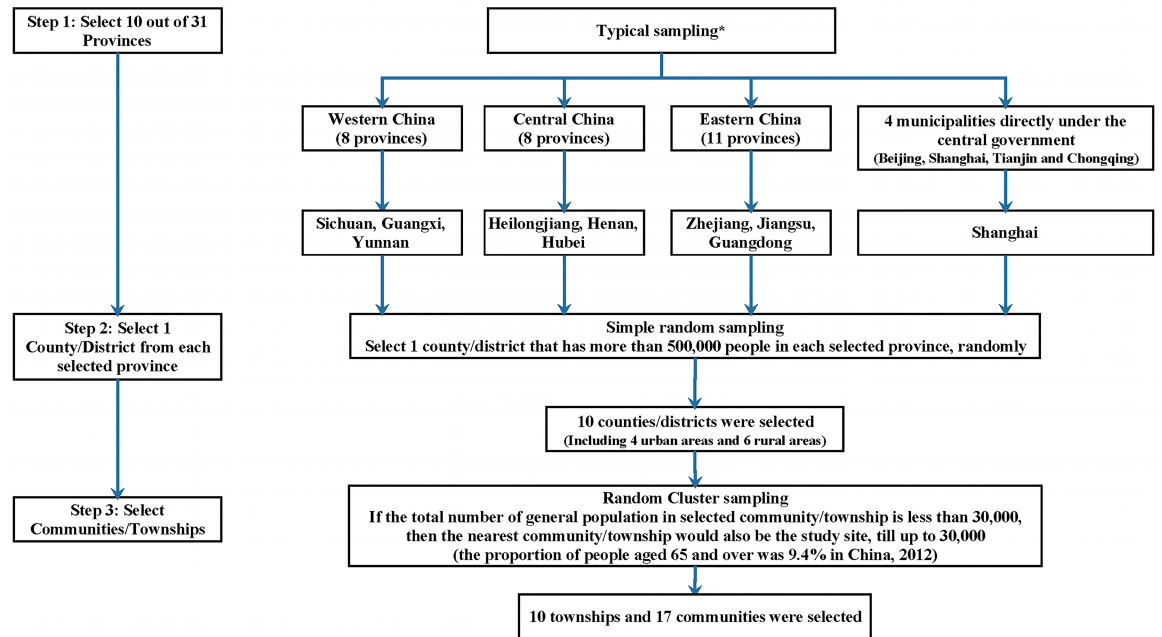 Step 1: Select 10 out of 31
Provinces
Typical sampling*
Western China
(8 provinces)
Central China
(8 provinces)
Eastern China
(11 provinces)
4 municipalities directly under the
central government
(Beijing, Shanghai, Tianjin and Chongqing)
Sichuan, Guangxi,
Yunnan
Heilongjiang, Henan,
Hubei
Zhejiang, Jiangsu,
Guangdong
Shanghai
Step 2: Select 1
County/District from each
selected province
Simple random sampling
Select 1 county/district that has more than 500,000 people in each selected province, randomly
10 counties/districts were selected
(Including 4 urban areas and 6 rural areas)
Step 3: Select
Communities/Townships
Random Cluster sampling
If the total number of general population in selected community/township is less than 30,000,
then the nearest community/township would also be the study site, till up to 30,000
(the proportion of people aged 65 and over was 9.4% in China, 2012)
10 townships and 17 communities were selected